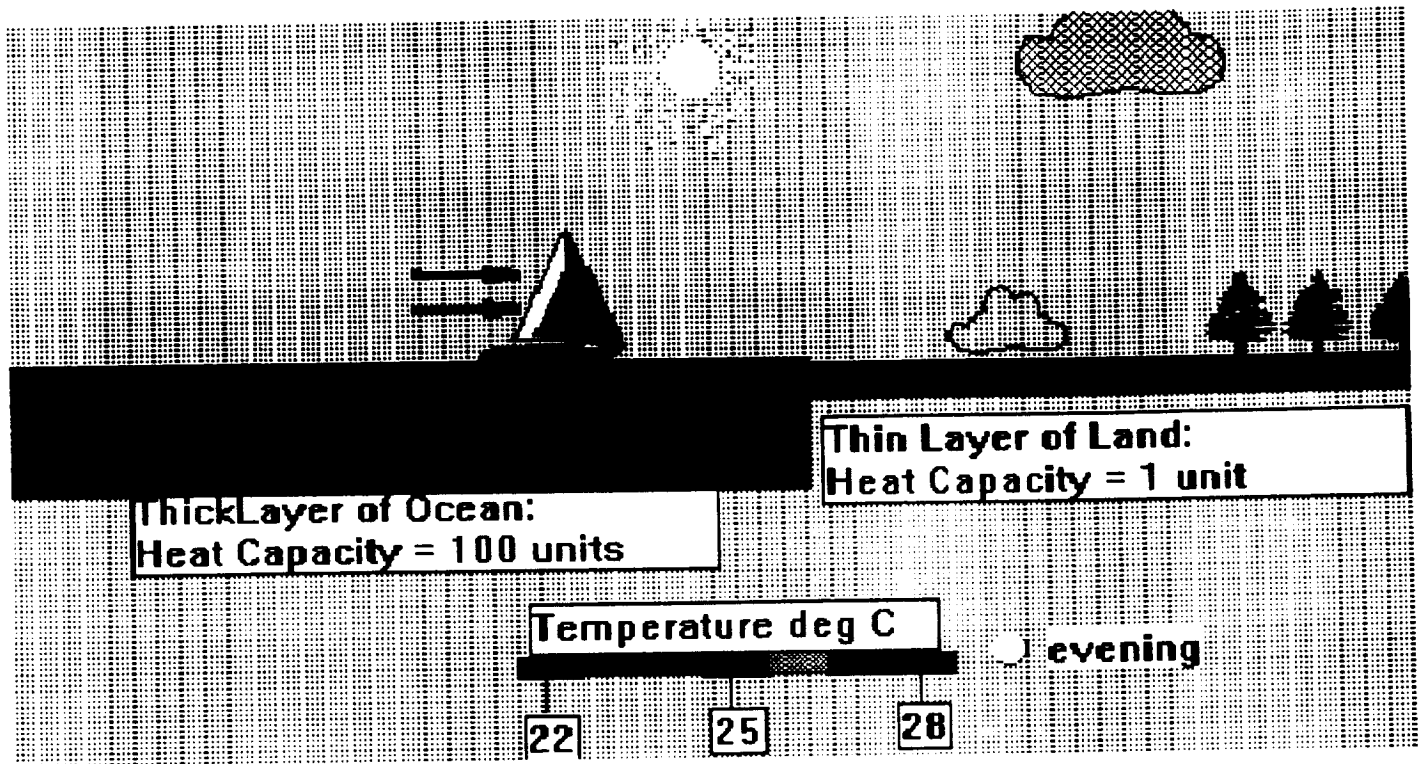 Thin Layer of Land:
Heat Capacity = 1 unit
ThickLayer of Ocean:
Heat Capacity = 100 units
Temperature deg C
evening
22
25
28